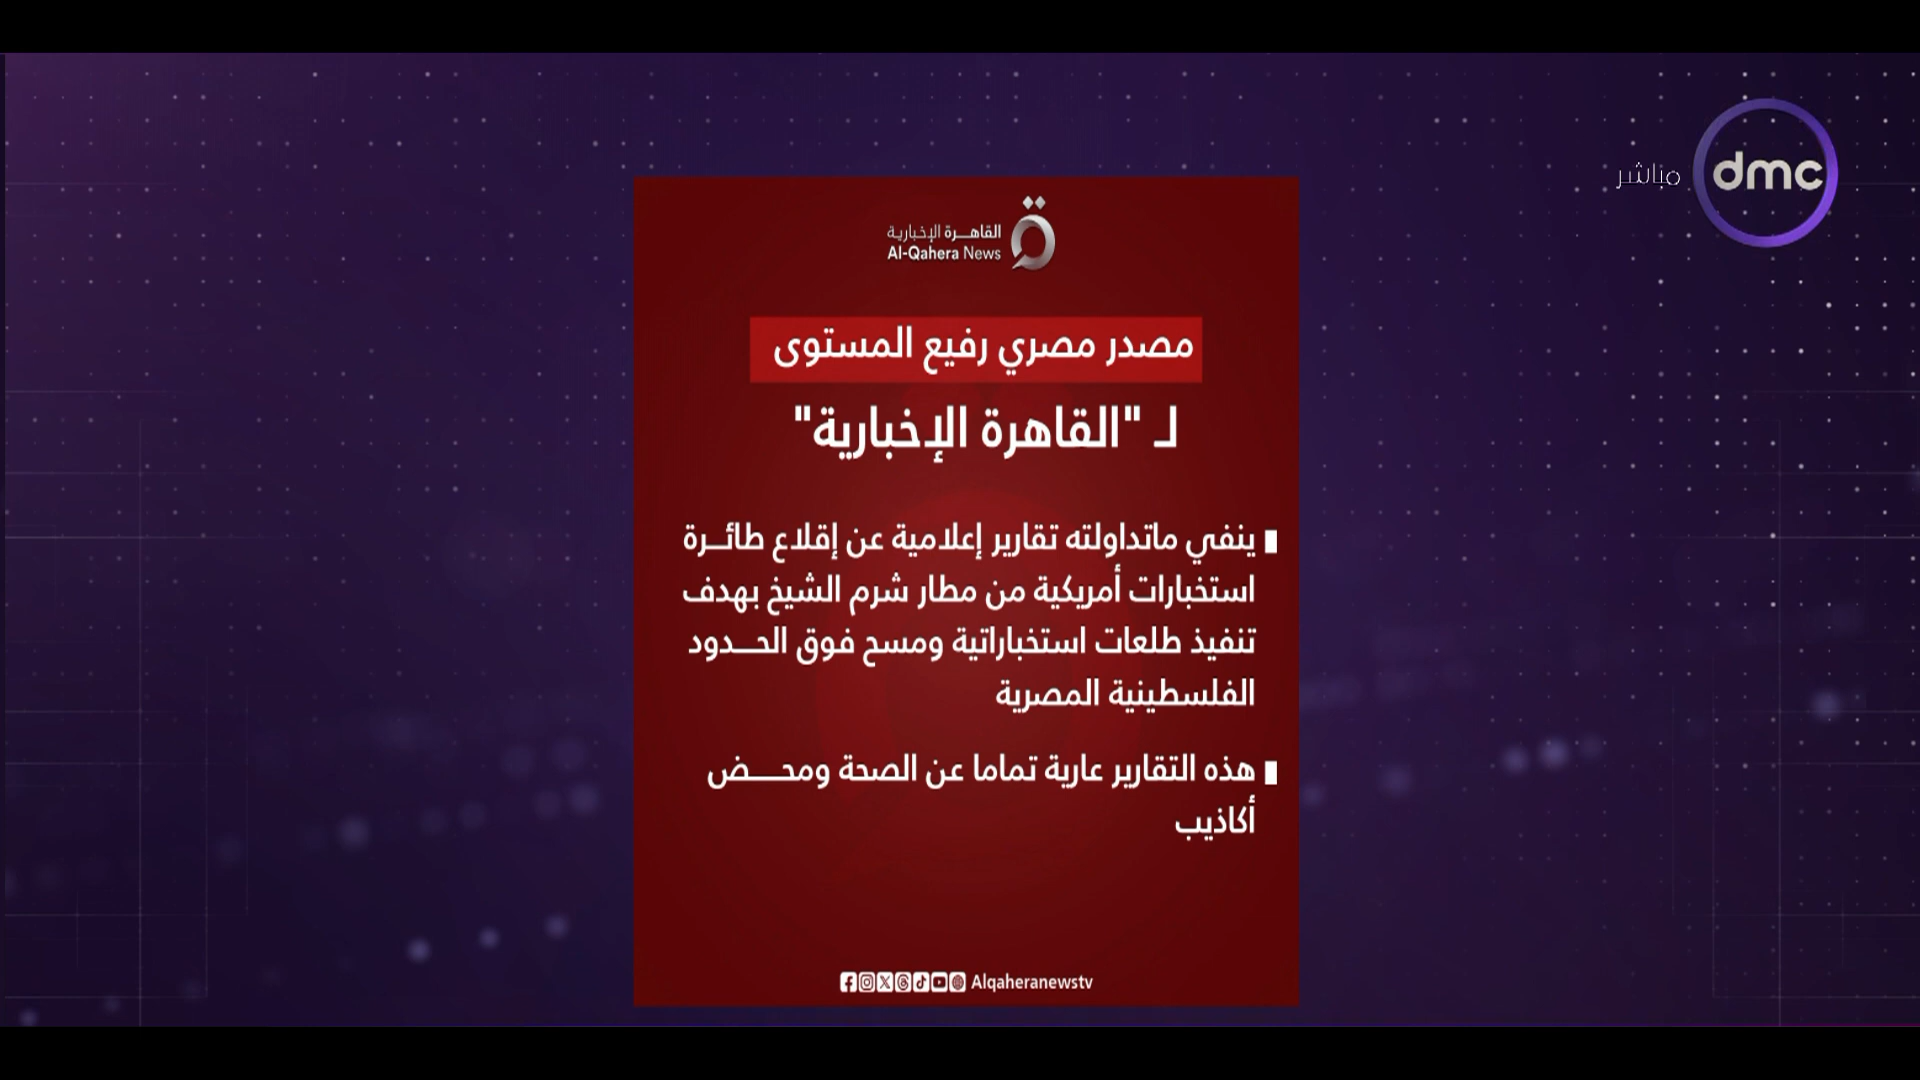 dmc
مباشر
القاهـرة الإخبارية
Al-Qahera News
مصدر مصري رفيع المستوى
لـ "القاهرة الإخبارية"
ينفي ماتداولته تقارير إعلامية عن إقلاع طائـرة
استخبارات أمريكية من مطار شرم الشيخ بهدف
تنفيذ طلعات استخباراتية ومسح فوق الحـدود
الفلسطينية المصرية
هذه التقارير عارية تماما عن الصحة ومحـض
أكاذيب
Alqaheranewstv